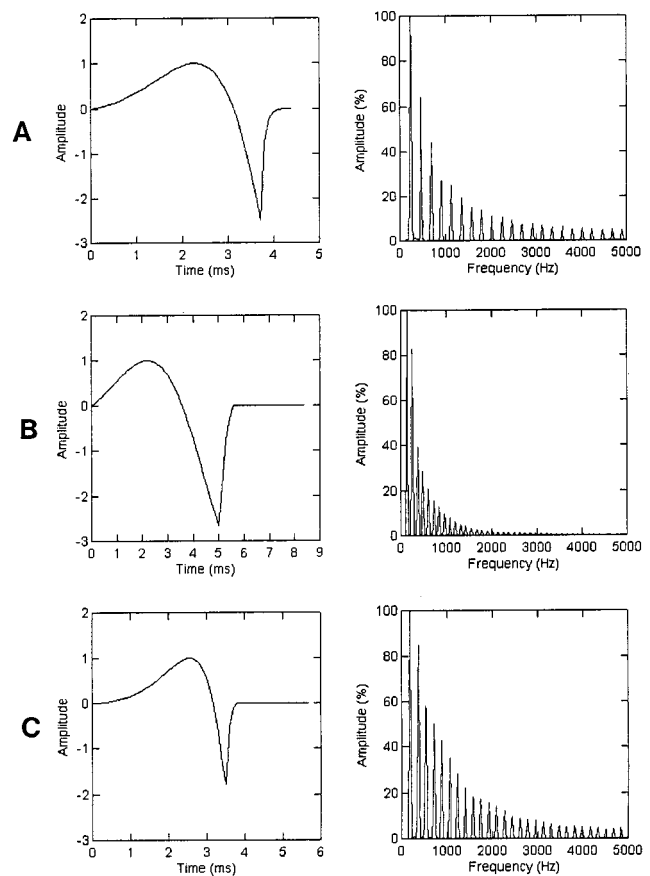 A
Amplitude
2
1
0
-1
-2
-3
0 1 2 3 4 5
Time (ms)
Amplitude (%)
100
80
60
40
20
0
0 1000 2000 3000 4000 5000
Frequency (Hz)
B
Amplitude
2
1
0
-1
-2
-3
0 1 2 3 4 5 6 7 8 9
Time (ms)
Amplitude (%)
100
80
60
40
20
0
0 1000 2000 3000 4000 5000
Frequency (Hz)
C
Amplitude
2
1
0
-1
-2
-3
0 1 2 3 4 5 6
Time (ms)
Amplitude (%)
100
80
60
40
20
0
0 1000 2000 3000 4000 5000
Frequency (Hz)